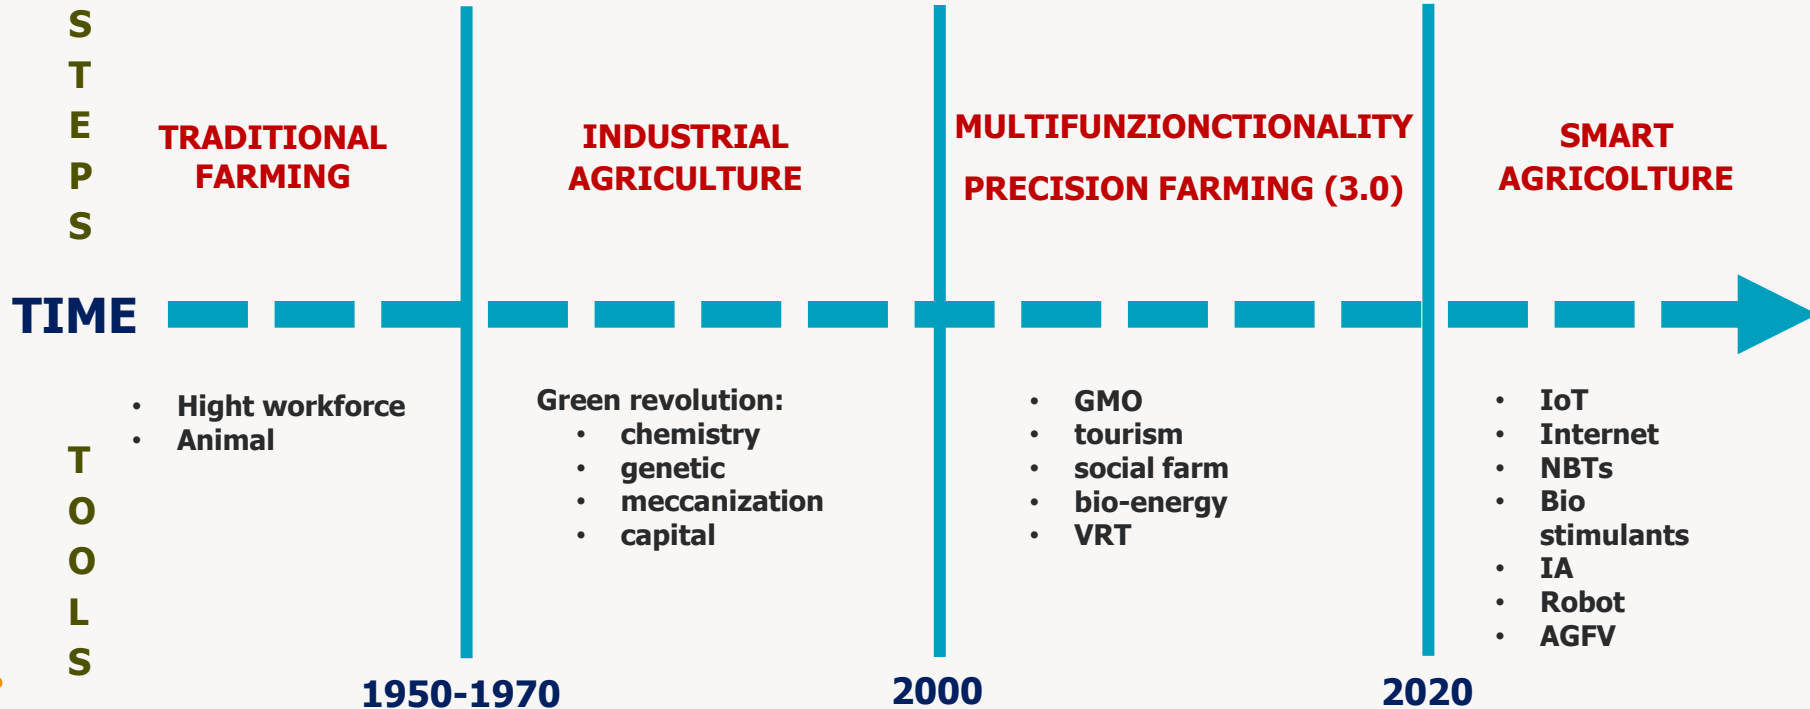 STEPS
TRADITIONAL
FARMING
INDUSTRIAL
AGRICULTURE
MULTIFUNZIONCTIONALITY
PRECISION FARMING (3.0)
SMART
AGRICOLTURE
TIME
TOOLS
• Hight workforce
• Animal
Green revolution:
• chemistry
• genetic
• meccanization
• capital
• GMO
• tourism
• social farm
• bio-energy
• VRT
• IoT
• Internet
• NBTs
• Bio
stimulants
• IA
• Robot
• AGFV
1950-1970
2000
2020